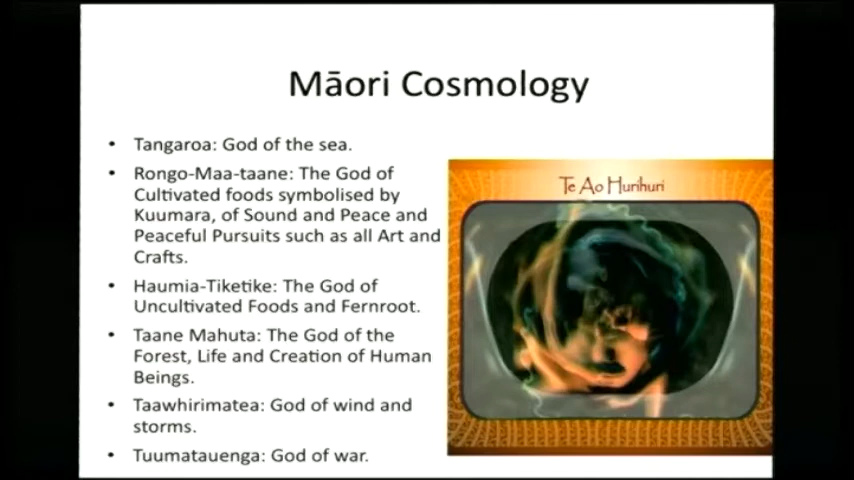 Māori Cosmology
• Tangaroa: God of the sea.
• Rongo-Maa-taane: The God of
Cultivated foods symbolised by
Kuumara, of Sound and Peace and
Peaceful Pursuits such as all Art and
Crafts.
• Haumia-Tiketike: The God of
Uncultivated Foods and Fernroot.
• Taane Mahuta: The God of the
Forest, Life and Creation of Human
Beings.
• Taawhirimatea: God of wind and
storms.
• Tuumatauenga: God of war.
Te Ao Hurihuri